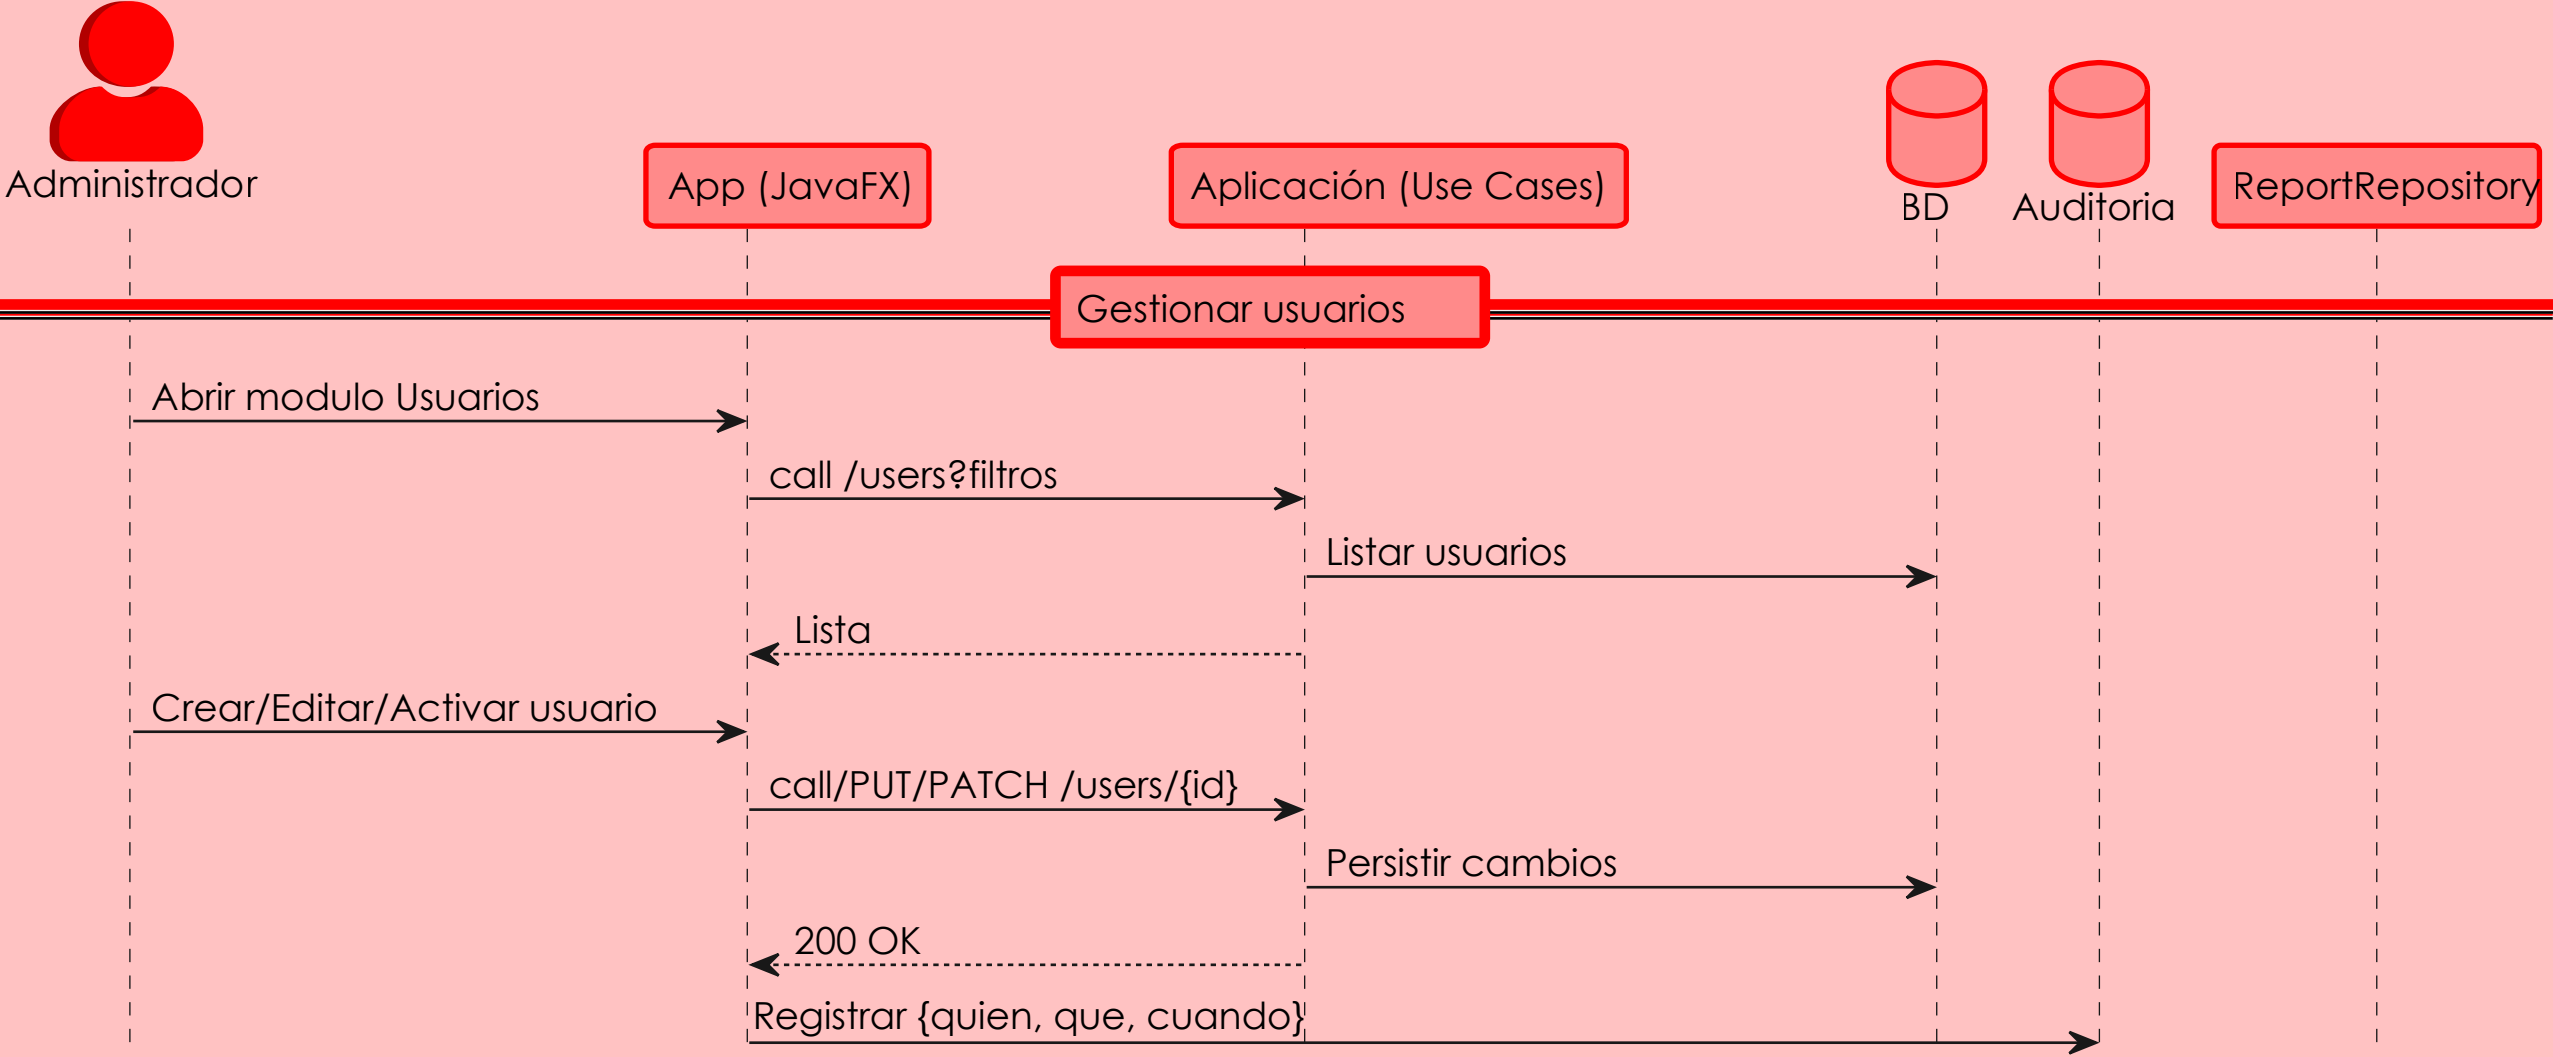 Administrador
App (JavaFX)
Aplicación (Use Cases)
BD
Auditoria
ReportRepository
Gestionar usuarios
Abrir modulo Usuarios
call /users?filtros
Listar usuarios
Lista
Crear/Editar/Activar usuario
call/PUT/PATCH /users/{id}
Persistir cambios
200 OK
Registrar {quien, que, cuando}